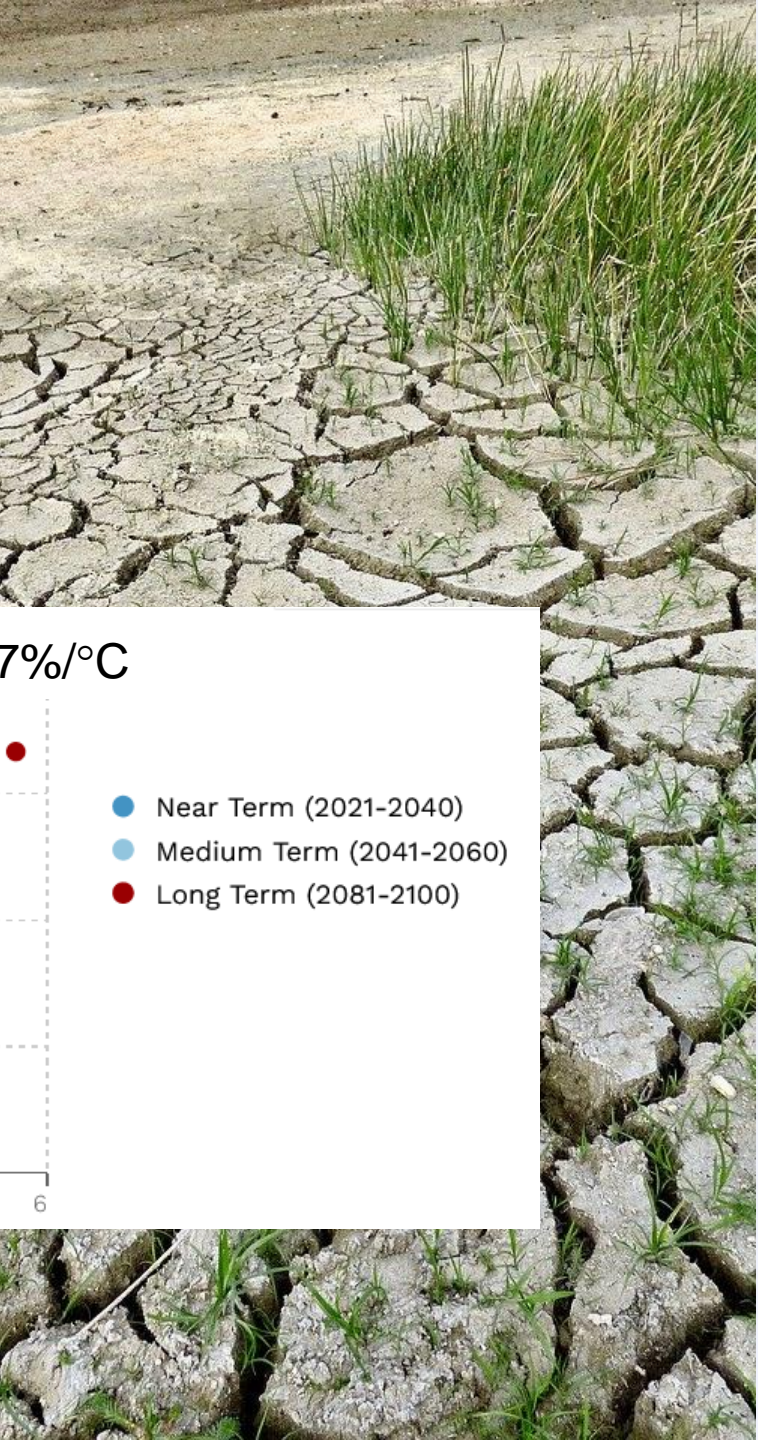 7%/°C
Near Term (2021-2040)
Medium Term (2041-2060)
Long Term (2081-2100)
6